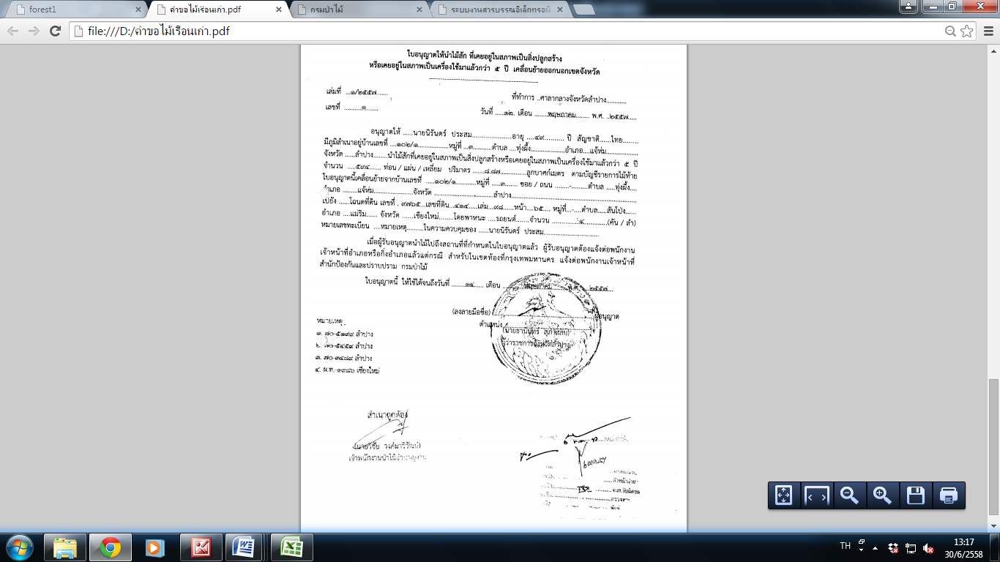 forest1
คำขอไม้เรือนเก่า.pdf
กรมป่าไม้
ระบบงานสารบรรณอิเล็กทรอนิ
file:///D:/คำขอไม้เรือนเก่า.pdf
ใบอนุญาตให้นำไม้สัก ที่เคยอยู่ในสภาพเป็นสิ่งปลูกสร้าง
หรือเคยอยู่ในสภาพเป็นเครื่องใช้มาแล้วกว่า ๕ ปี เคลื่อนย้ายออกนอกเขตจังหวัด
เล่มที่ ...๑/๒๕๕๗....... ที่ทำการ ..ศาลากลางจังหวัดลำปาง............
เลขที่ ..........๑....... วันที่ .....๑๒. เดือน ........พฤษภาคม........ พ.ศ. ..๒๕๕๗.....
อนุญาตให้ .....นายนิรันดร์ ประสม....................อายุ ....๔๙.......... ปี สัญชาติ......ไทย........
มีภูมิลำเนาอยู่บ้านเลขที่ ....๑๐๒/๑...............หมู่ที่ ...๓..........ตำบล ....ทุ่งผึ้ง.................อำเภอ....แจ้ห่ม................
จังหวัด .....ลำปาง.......นำไม้สักที่เคยอยู่ในสภาพเป็นสิ่งปลูกสร้างหรือเคยอยู่ในสภาพเป็นเครื่องใช้มาแล้วกว่า ๕ ปี
จำนวน .....๕๙๔....... ท่อน / แผ่น / เหลี่ยม ปริมาตร .......๘.๘๗..............ลูกบาศก์เมตร ตามบัญชีรายการไม้ท้าย
ใบอนุญาตนี้เคลื่อนย้ายจากบ้านเลขที่ .....๑๐๒/๑...........หมู่ที่ .....๓....... ซอย / ถนน ........-.........ตำบล .....ทุ่งผึ้ง....
อำเภอ .......แจ้ห่ม......................จังหวัด ................................ลำปาง..............................
ไปยัง ......โฉนดที่ดิน เลขที่ . ๙๗๖๕...เลขที่ดิน...๔๑๔.....เล่ม...๙๘.......หน้า....๖๕.... หมู่ที่...-....ตำบล.....สันโป่ง......
อำเภอ ....แม่ริม...... จังหวัด ......เชียงใหม่........โดยพาหนะ ....รถยนต์.......จำนวน ..............๔............(คัน / ลำ)
หมายเลขทะเบียน ....หมายเหตุ.........ในความควบคุมของ ......นายนิรันดร์ ประสม..............................
เมื่อผู้รับอนุญาตนำไม้ไปถึงสถานที่ที่กำหนดในใบอนุญาตแล้ว ผู้รับอนุญาตต้องแจ้งต่อพนักงาน
เจ้าหน้าที่อำเภอหรือกิ่งอำเภอแล้วแต่กรณี สำหรับในเขตท้องที่กรุงเทพมหานคร แจ้งต่อพนักงานเจ้าหน้าที่
สำนักป้องกันและปราบปราม กรมป่าไม้
ใบอนุญาตนี้ ให้ใช้ได้จนถึงวันที่ ........๑๔...... เดือน ........พฤษภาคม........พ.ศ. ...๒๕๕๗...
(ลงลายมือชื่อ) ผู้อนุญาต
ตำแหน่ง
(นายธานินทร์ สุภาแสน)
ผู้ว่าราชการจังหวัดลำปาง
หมายเหตุ
๑. ๗๐-๕๑๙๙ ลำปาง
๒. ๗๐-๕๔๕๙ ลำปาง
๓. ๗๐-๓๔๘๙ ลำปาง
๔. ผ.ท.-๑๙๘๖ เชียงใหม่
สำเนาถูกต้อง
(นายวิชัย วงค์มาวิวัฒน์)
เจ้าพนักงานป่าไม้ชำนาญงาน
TH
13:17
30/6/2558